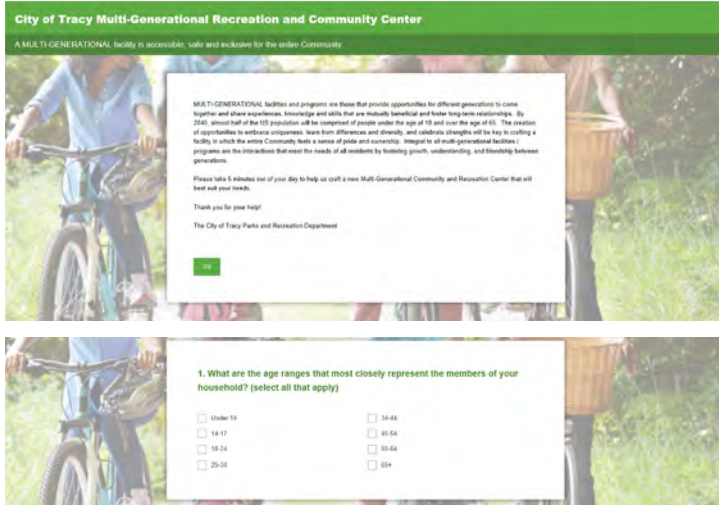 City of Tracy Multi-Generational Recreation and Community Center
A MULTI-GENERATIONAL facility is accessible, safe and inclusive for the entire Community.
MULTI-GENERATIONAL facilities and programs are those that provide opportunities for different generations to come
together and share experiences, knowledge and skills that are mutually beneficial and foster long-term relationships. By
2040, almost half of the US population will be comprised of people under the age of 18 and over the age of 65. The creation
of opportunities to embrace uniqueness, learn from differences and diversity, and celebrate strengths will be key in crafting a
facility in which the entire Community feels a sense of pride and ownership. Integral to all multi-generational facilities /
programs are the interactions that meet the needs of all residents by fostering growth, understanding, and friendship between
generations.
Please take 5 minutes out of your day to help us craft a new Multi-Generational Community and Recreation Center that will
best suit your needs.
Thank you for your help!
The City of Tracy Parks and Recreation Department
1. What are the age ranges that most closely represent the members of your
household? (select all that apply)
Under 14
14-17
18-24
25-34
34-44
45-54
55-64
65+